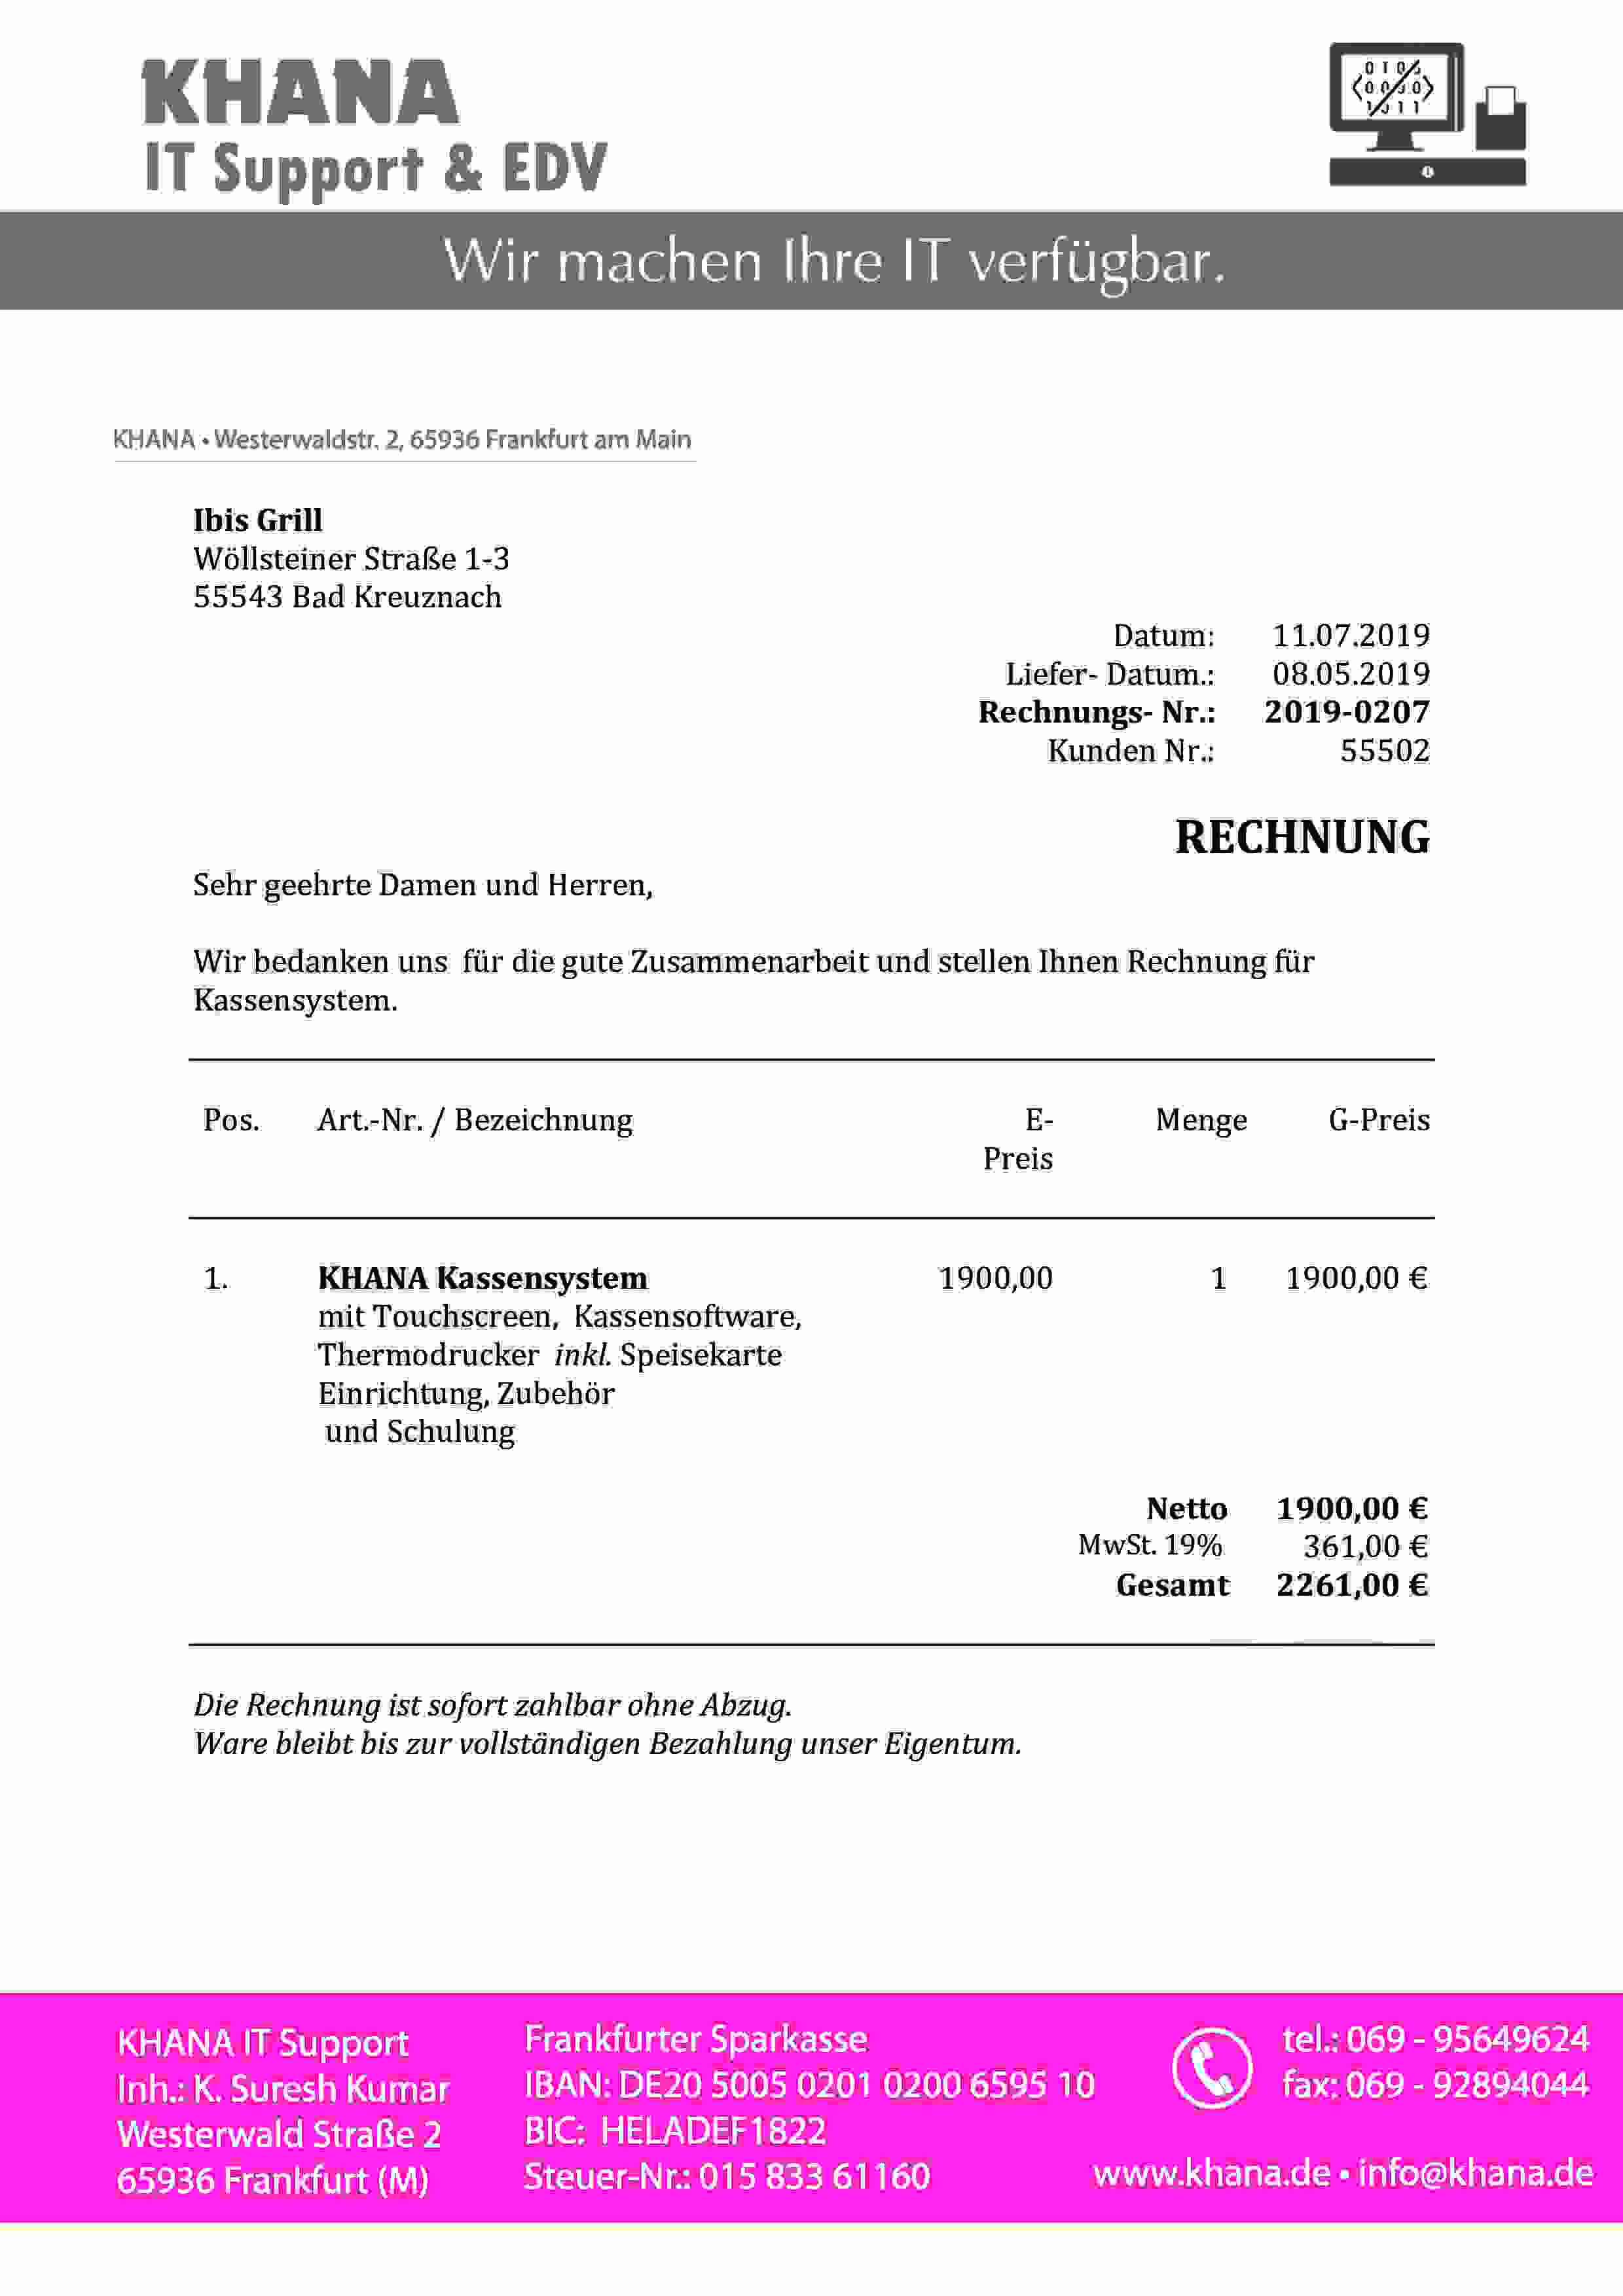 KHANA
IT Support & EDV
Wir machen Ihre IT verfügbar.
KHANA • Westerwaldstr. 2, 65936 Frankfurt am Main
Ibis Grill
Wöllsteiner Straße 1-3
55543 Bad Kreuznach
Datum: 11.07.2019
Liefer- Datum.: 08.05.2019
Rechnungs- Nr.: 2019-0207
Kunden Nr.: 55502
RECHNUNG
Sehr geehrte Damen und Herren,
Wir bedanken uns für die gute Zusammenarbeit und stellen Ihnen Rechnung für
Kassensystem.
Pos. Art.-Nr. / Bezeichnung E- Menge G-Preis
Preis
1. KHANA Kassensystem 1900,00 1 1900,00 €
mit Touchscreen, Kassensoftware,
Thermodrucker inkl. Speisekarte
Einrichtung, Zubehör
und Schulung
Netto 1900,00 €
MwSt. 19% 361,00 €
Gesamt 2261,00 €
Die Rechnung ist sofort zahlbar ohne Abzug.
Ware bleibt bis zur vollständigen Bezahlung unser Eigentum.
KHANA IT Support
Inh.: K. Suresh Kumar
Westerwald Straße 2
65936 Frankfurt (M)
Frankfurter Sparkasse
IBAN: DE20 5005 0201 0200 6595 10
BIC: HELADEF1822
Steuer-Nr.: 015 833 61160
tel.: 069 - 95649624
fax: 069 - 92894044
www.khana.de • info@khana.de